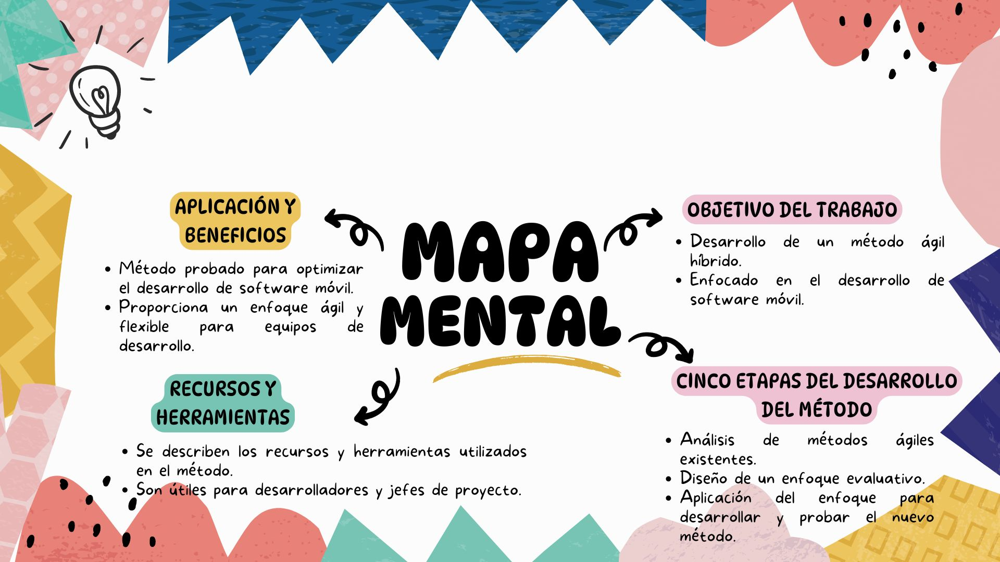 APLICACIÓN Y
BENEFICIOS
Método probado para optimizar
el desarrollo de software móvil.
Proporciona un enfoque ágil y
flexible para equipos de
desarrollo.
MAPA
MENTAL
OBJETIVO DEL TRABAJO
Desarrollo de un método ágil
híbrido.
Enfocado en el desarrollo de
software móvil.
RECURSOS Y
HERRAMIENTAS
Se describen los recursos y herramientas utilizados
en el método.
Son útiles para desarrolladores y jefes de proyecto.
CINCO ETAPAS DEL DESARROLLO
DEL MÉTODO
Análisis de métodos ágiles
existentes.
Diseño de un enfoque evaluativo.
Aplicación del enfoque para
desarrollar y probar el nuevo
método.